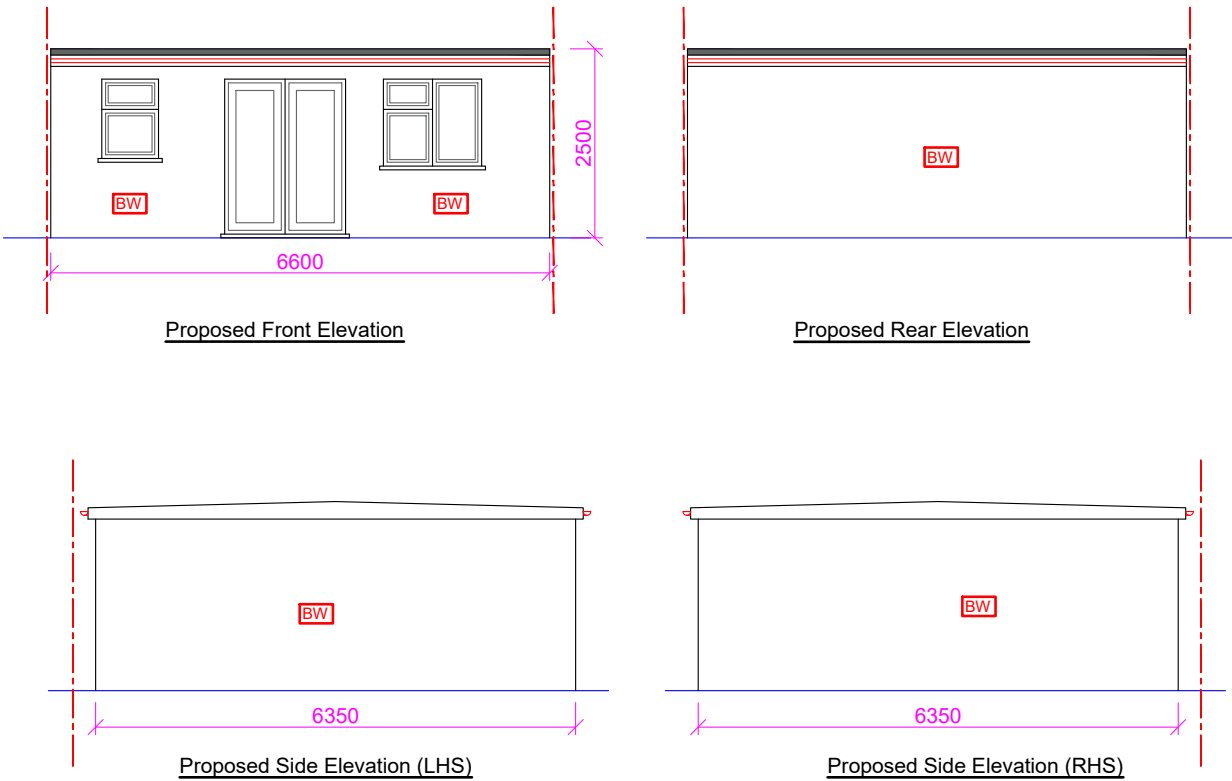 BW
BW
2500
6600
Proposed Front Elevation
BW
Proposed Rear Elevation
BW
6350
Proposed Side Elevation (LHS)
BW
6350
Proposed Side Elevation (RHS)